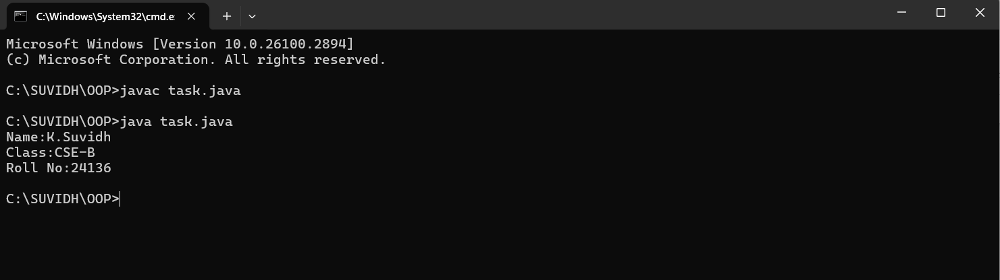 C:\Windows\System32\cmd.e
Microsoft Windows [Version 10.0.26100.2894]
(c) Microsoft Corporation. All rights reserved.
C:\SUVIDH\OOP>javac task.java
C:\SUVIDH\OOP>java task.java
Name:K.Suvidh
Class:CSE-B
Roll No:24136
C:\SUVIDH\OOP>